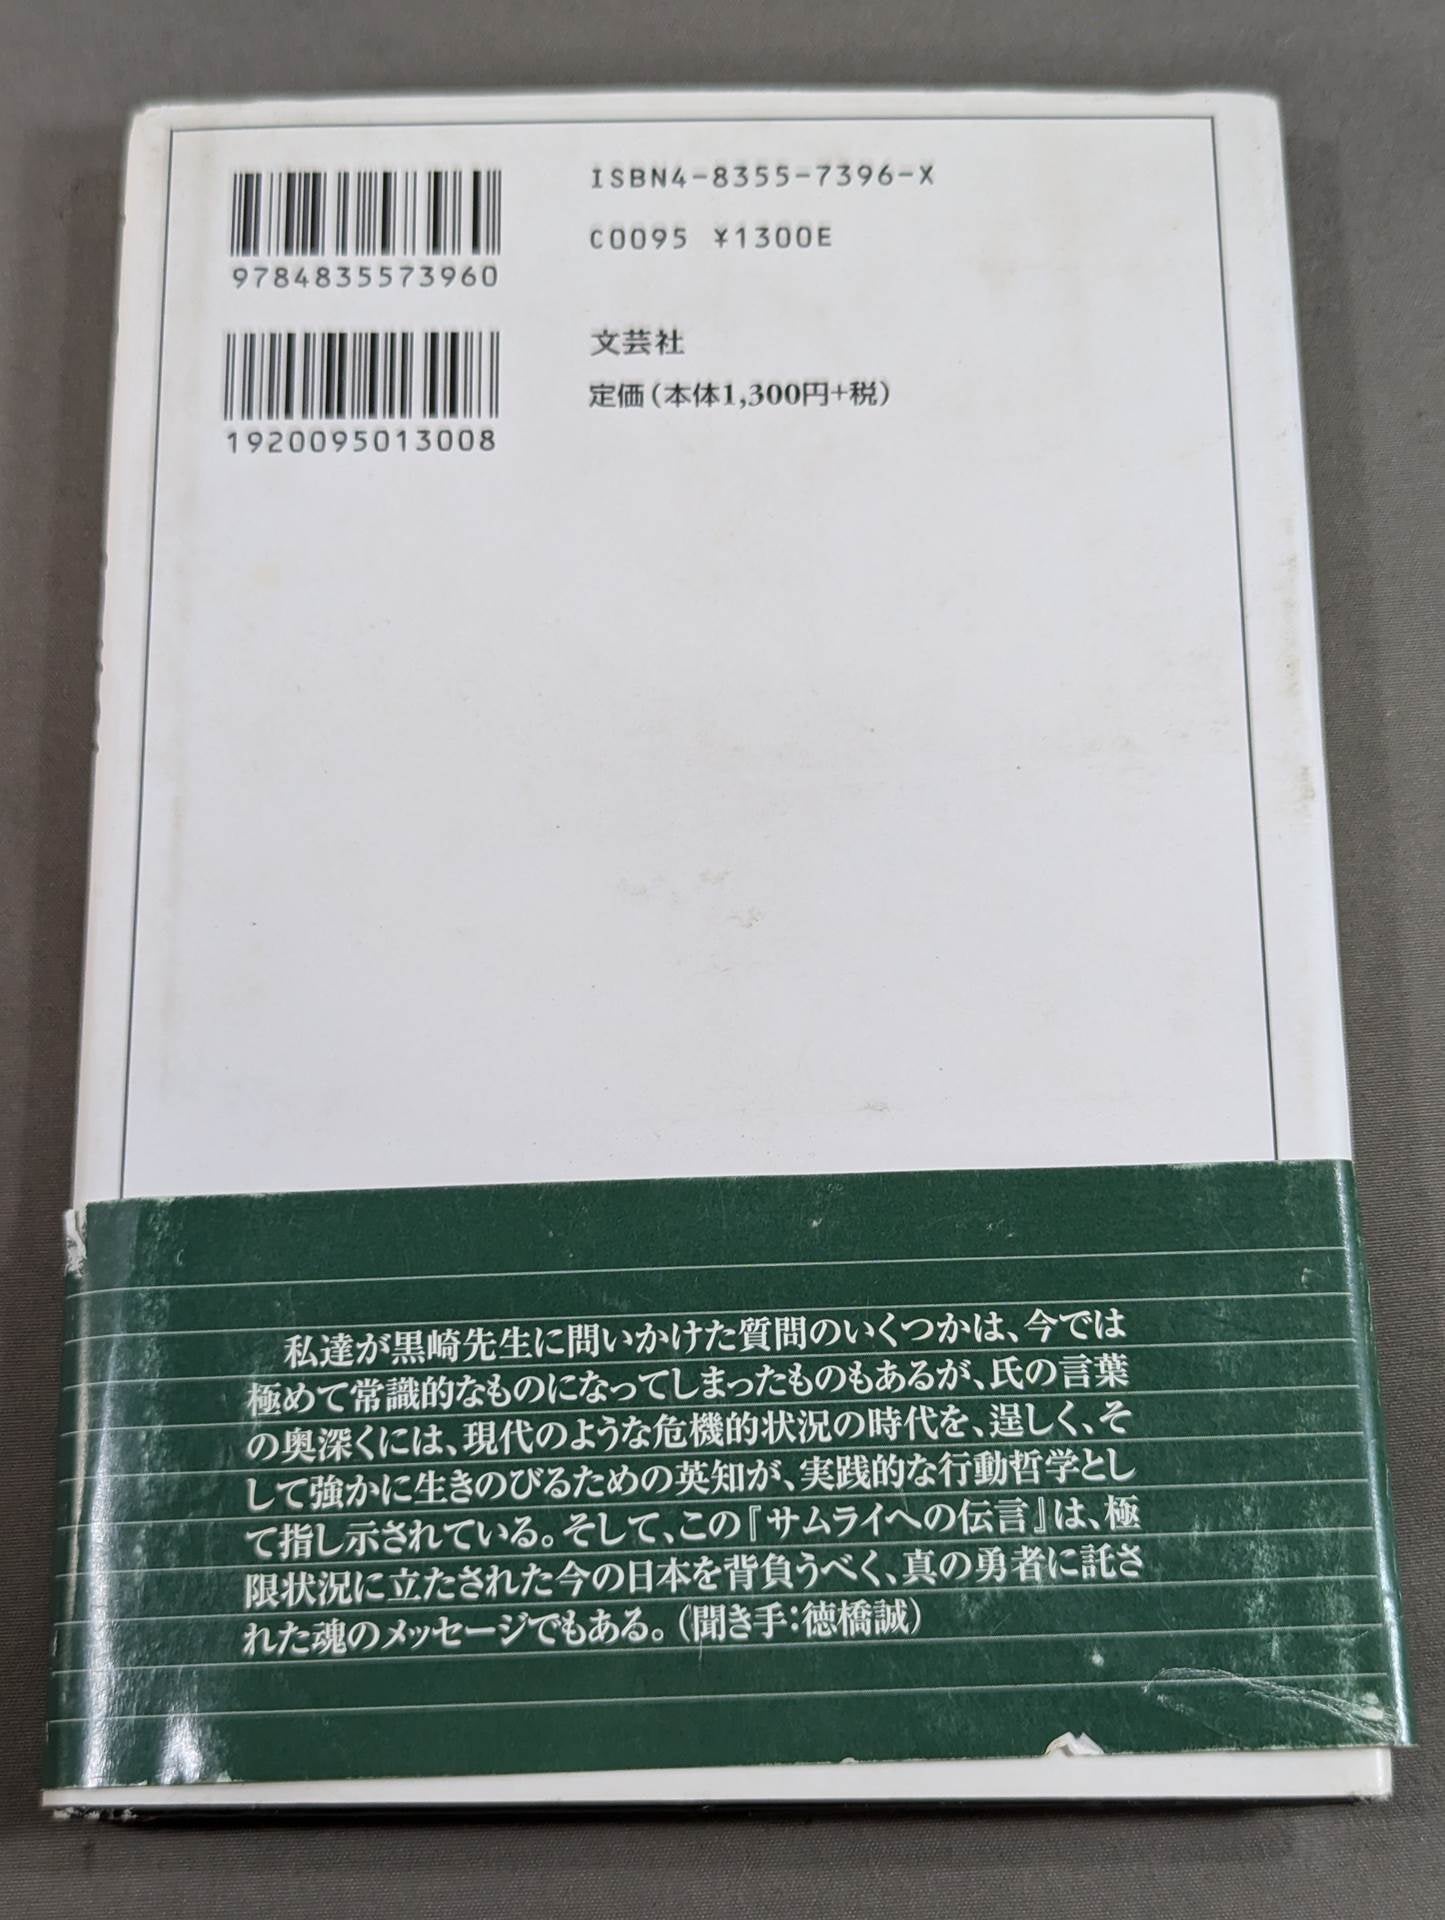 ISBN4-8355-7396-X
C0095 ¥1300E
9784835573960
文芸社
定価(本体1,300円+税)
1920095013008
私達が黒崎先生に問いかけた質問のいくつかは、今では
極めて常識的なものになってしまったものもあるが、氏の言葉
の奥深くには、現代のような危機的状況の時代を、逞しく、そ
して強かに生きのびるための英知が、実践的な行動哲学とし
て指し示されている。そして、この『サムライへの伝言』は、極
限状況に立たされた今の日本を背負うべく、真の勇者に託さ
れた魂のメッセージでもある。(聞き手:徳橋誠)